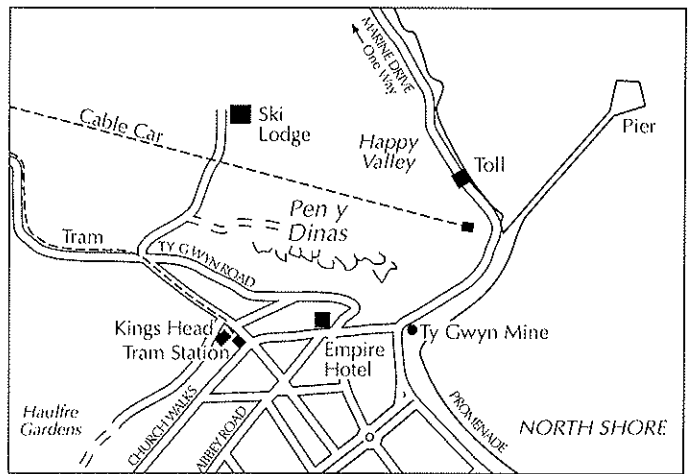 MARINE DRIVE
One Way
Cable Car
Ski
Lodge
Happy
Valley
Pier
Toll
Pen y
Dinas
Tram
TY GWYN ROAD
Kings Head
Tram Station
Ty Gwyn Mine
Empire
Hotel
Haulfre
Gardens
CHURCH WALKS
ABBEY ROAD
PROMENADE
NORTH SHORE